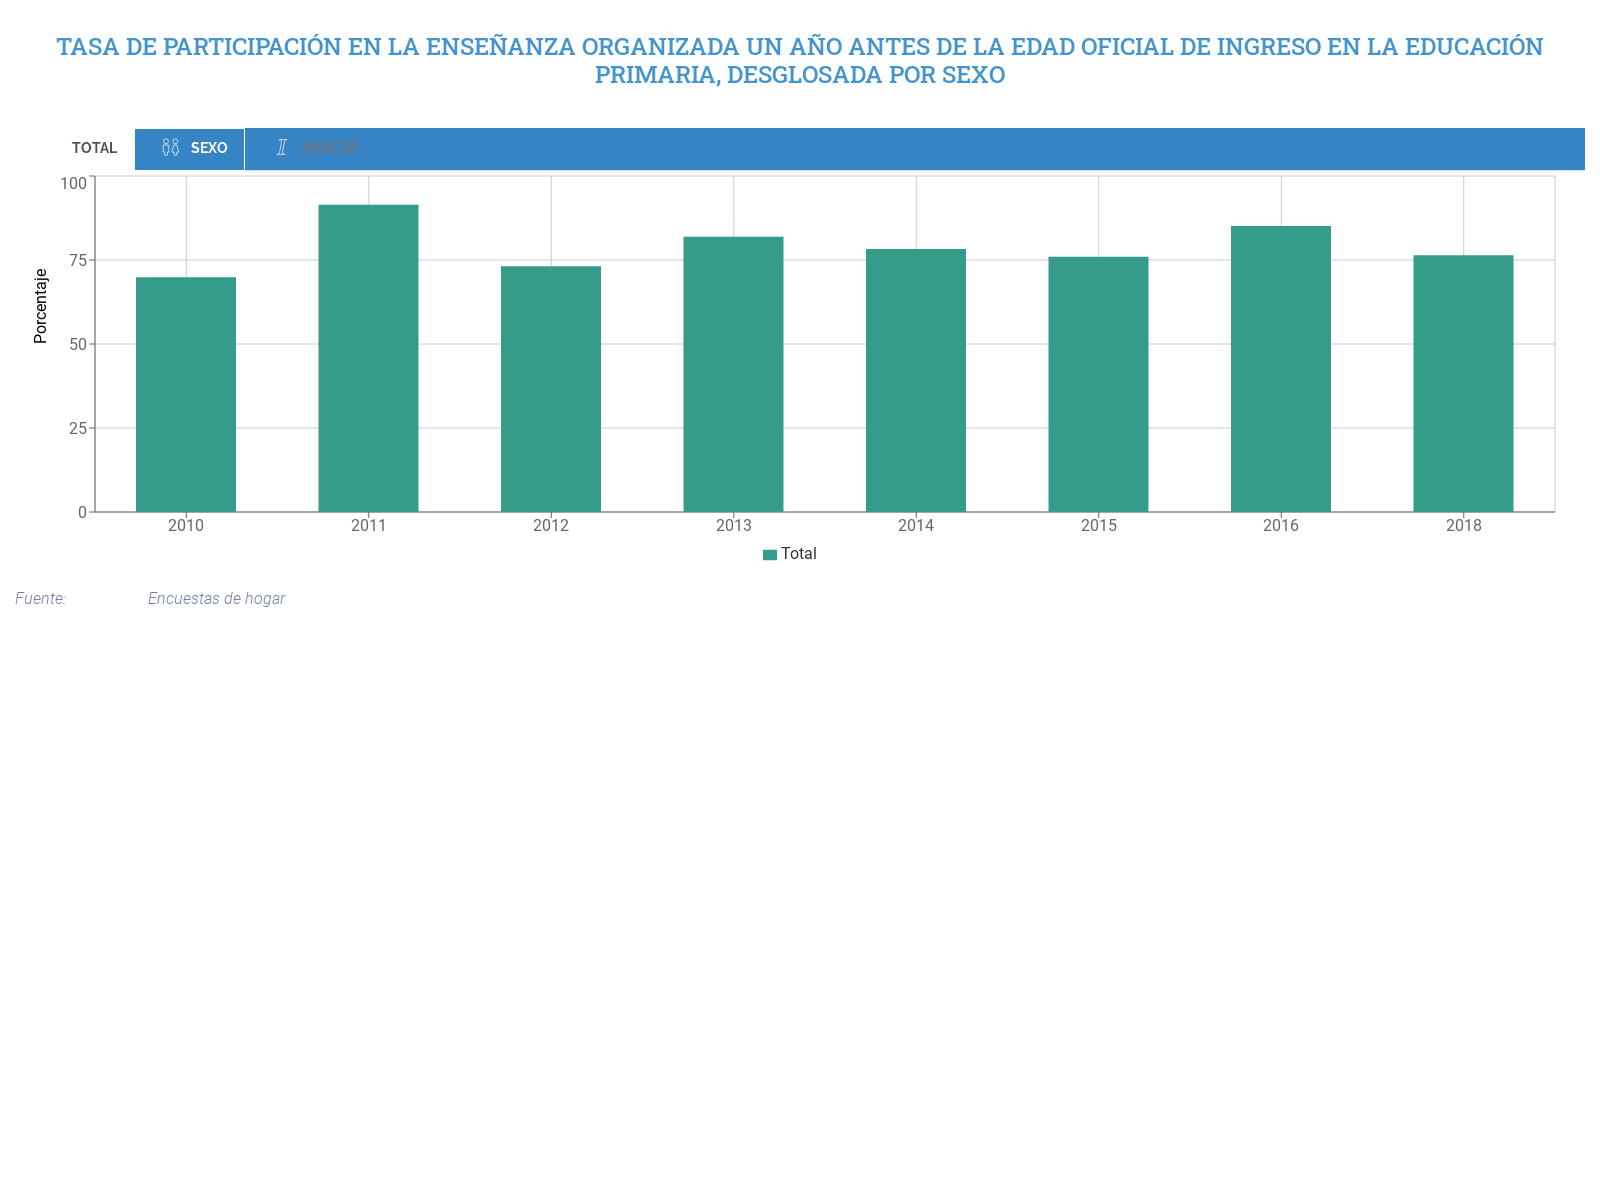 TASA DE PARTICIPACIÓN EN LA ENSEÑANZA ORGANIZADA UN AÑO ANTES DE LA EDAD OFICIAL DE INGRESO EN LA EDUCACIÓN
PRIMARIA, DESGLOSADA POR SEXO
TOTAL SEXO ÍNDICES
100
75
50
25
0
Porcentaje
2010 2011 2012 2013 2014 2015 2016 2018
Total
Fuente: Encuestas de hogar